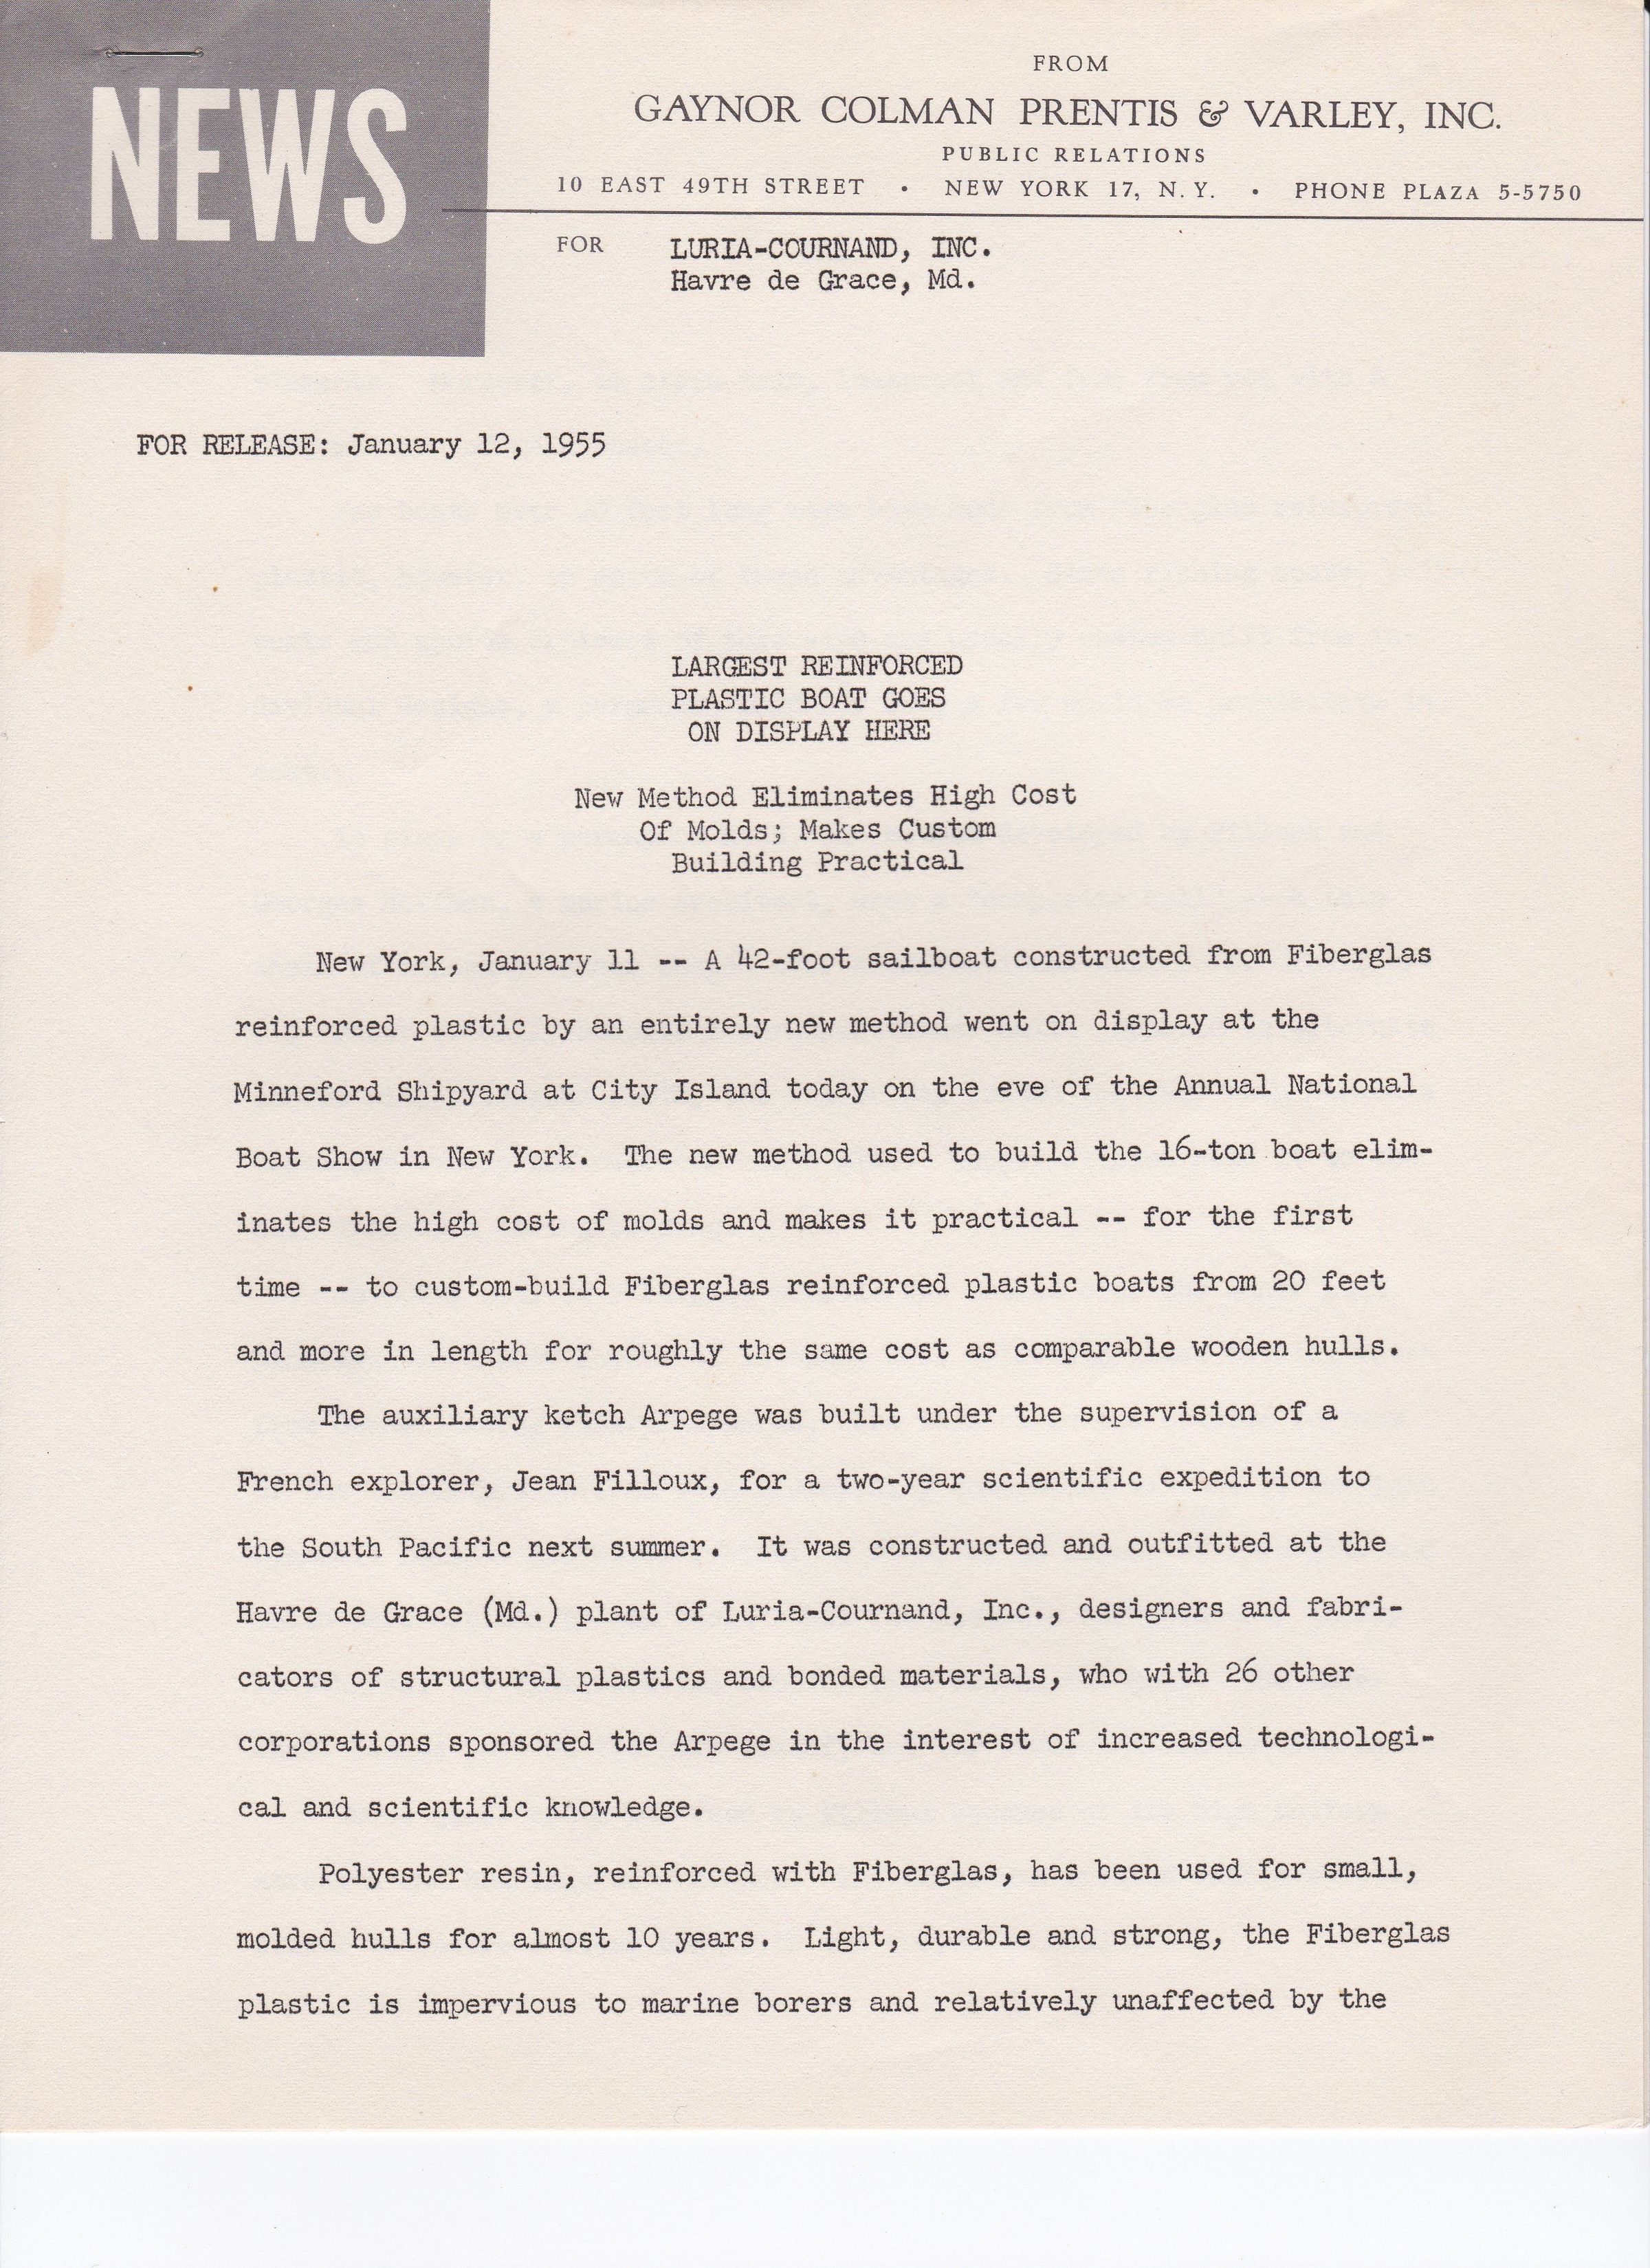 NEWS
FROM
GAYNOR COLMAN PRENTIS & VARLEY, INC.
PUBLIC RELATIONS
10 EAST 49TH STREET • NEW YORK 17, N. Y. • PHONE PLAZA 5-5750
FOR LURIA-COURNAND, INC.
Havre de Grace, Md.
FOR RELEASE: January 12, 1955
LARGEST REINFORCED
PLASTIC BOAT GOES
ON DISPLAY HERE
New Method Eliminates High Cost
Of Molds; Makes Custom
Building Practical
New York, January 11 -- A 42-foot sailboat constructed from Fiberglas
reinforced plastic by an entirely new method went on display at the
Minneford Shipyard at City Island today on the eve of the Annual National
Boat Show in New York. The new method used to build the 16-ton boat elim-
inates the high cost of molds and makes it practical -- for the first
time -- to custom-build Fiberglas reinforced plastic boats from 20 feet
and more in length for roughly the same cost as comparable wooden hulls.
The auxiliary ketch Arpege was built under the supervision of a
French explorer, Jean Filloux, for a two-year scientific expedition to
the South Pacific next summer. It was constructed and outfitted at the
Havre de Grace (Md.) plant of Luria-Cournand, Inc., designers and fabri-
cators of structural plastics and bonded materials, who with 26 other
corporations sponsored the Arpege in the interest of increased technologi-
cal and scientific knowledge.
Polyester resin, reinforced with Fiberglas, has been used for small,
molded hulls for almost 10 years. Light, durable and strong, the Fiberglas
plastic is impervious to marine borers and relatively unaffected by the